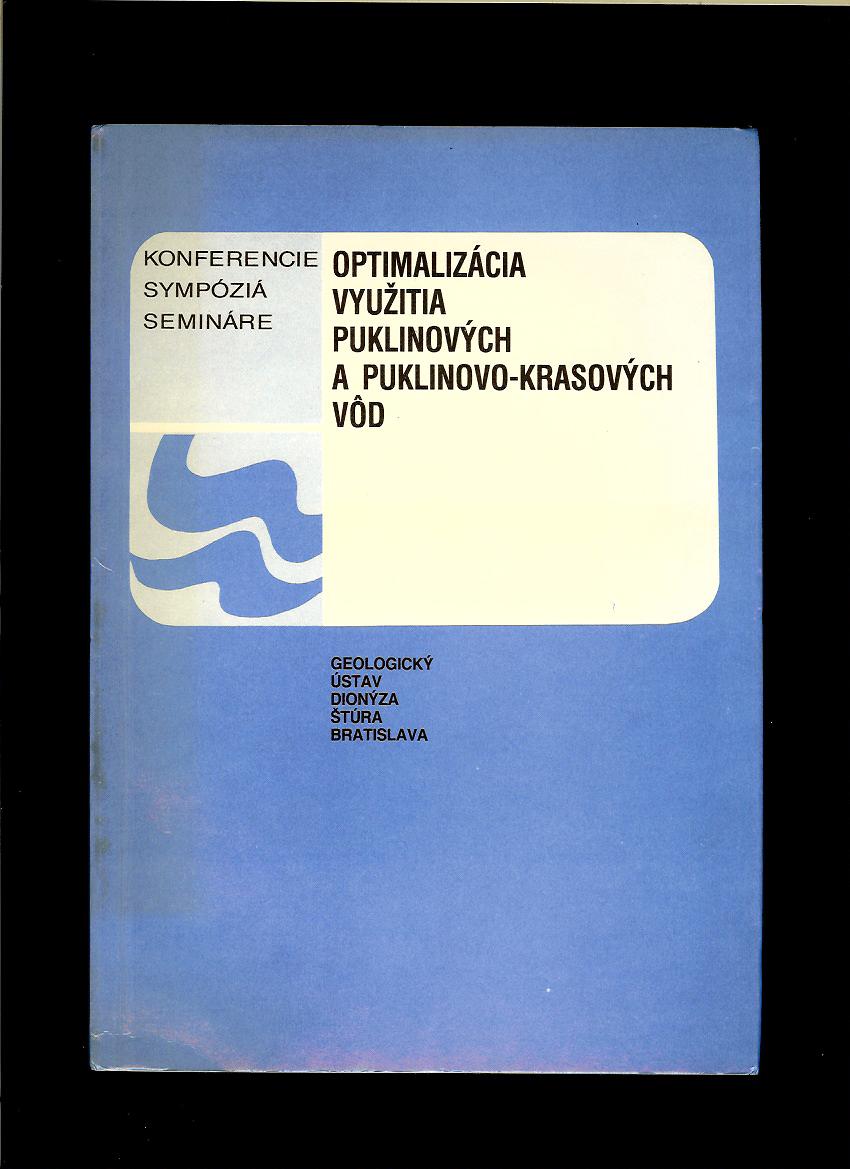 KONFERENCIE
SYMPÓZIÁ
SEMINÁRE
OPTIMALIZÁCIA
VYUŽITIA
PUKLINOVÝCH
A PUKLINOVO-KRASOVÝCH
VÔD
GEOLOGICKÝ
ÚSTAV
DIONÝZA
ŠTÚRA
BRATISLAVA